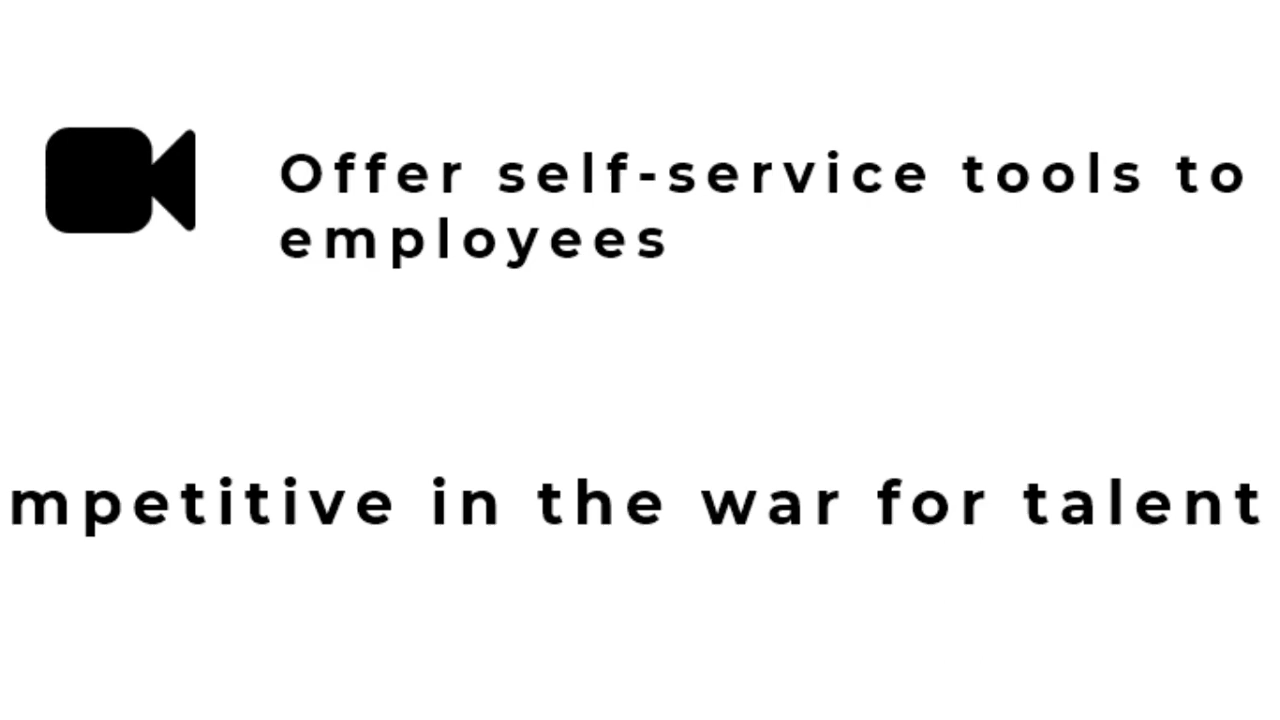 Offer self-service tools to
employees
mpetitive in the war for talent